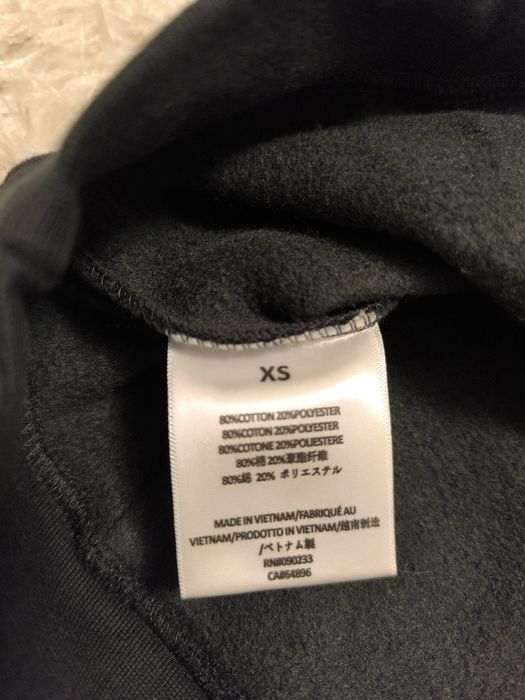 XS
80%COTTON 20%POLYESTER
80%COTON 20%POLYESTER
80%COTONE 20%POLIESTERE
80%棉 20%聚酯纤维
80%綿 20% ポリエステル
MADE IN VIETNAM/FABRIQUÉ AU
VIETNAM/PRODOTTO IN VIETNAM/越南制造
/ベトナム製
RN#090233
CA#64896